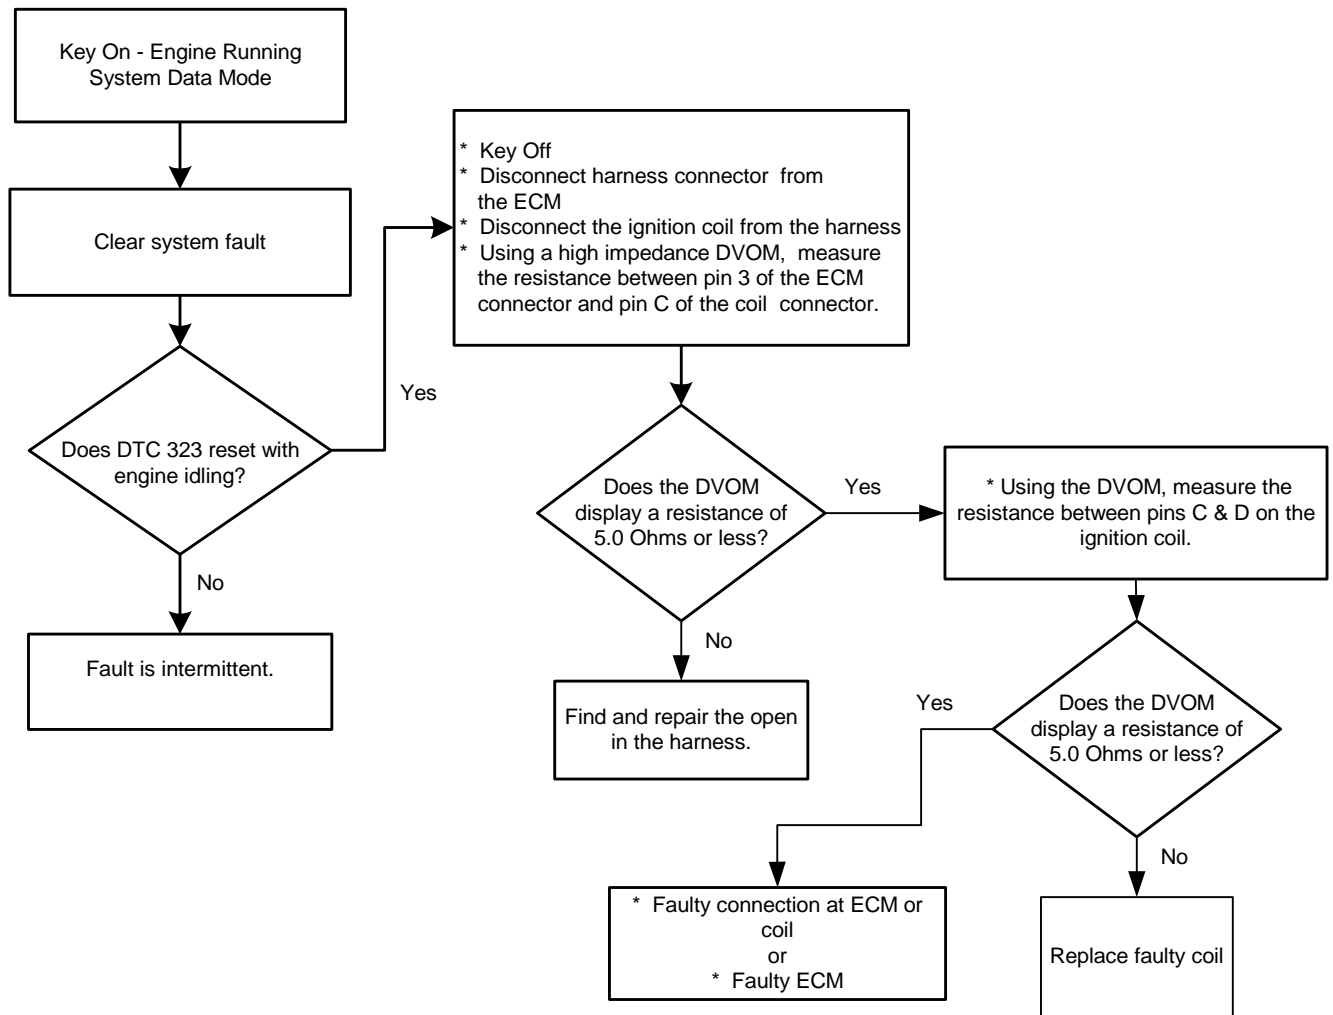 Key On - Engine Running
System Data Mode
Clear system fault
Does DTC 323 reset with
engine idling?
Yes
No
Fault is intermittent.
* Key Off
* Disconnect harness connector from
the ECM
* Disconnect the ignition coil from the harness
* Using a high impedance DVOM, measure
the resistance between pin 3 of the ECM
connector and pin C of the coil connector.
Does the DVOM
display a resistance of
5.0 Ohms or less?
Yes
No
Find and repair the open
in the harness.
* Using the DVOM, measure the
resistance between pins C & D on the
ignition coil.
Does the DVOM
display a resistance of
5.0 Ohms or less?
Yes
No
* Faulty connection at ECM or
coil
or
* Faulty ECM
Replace faulty coil